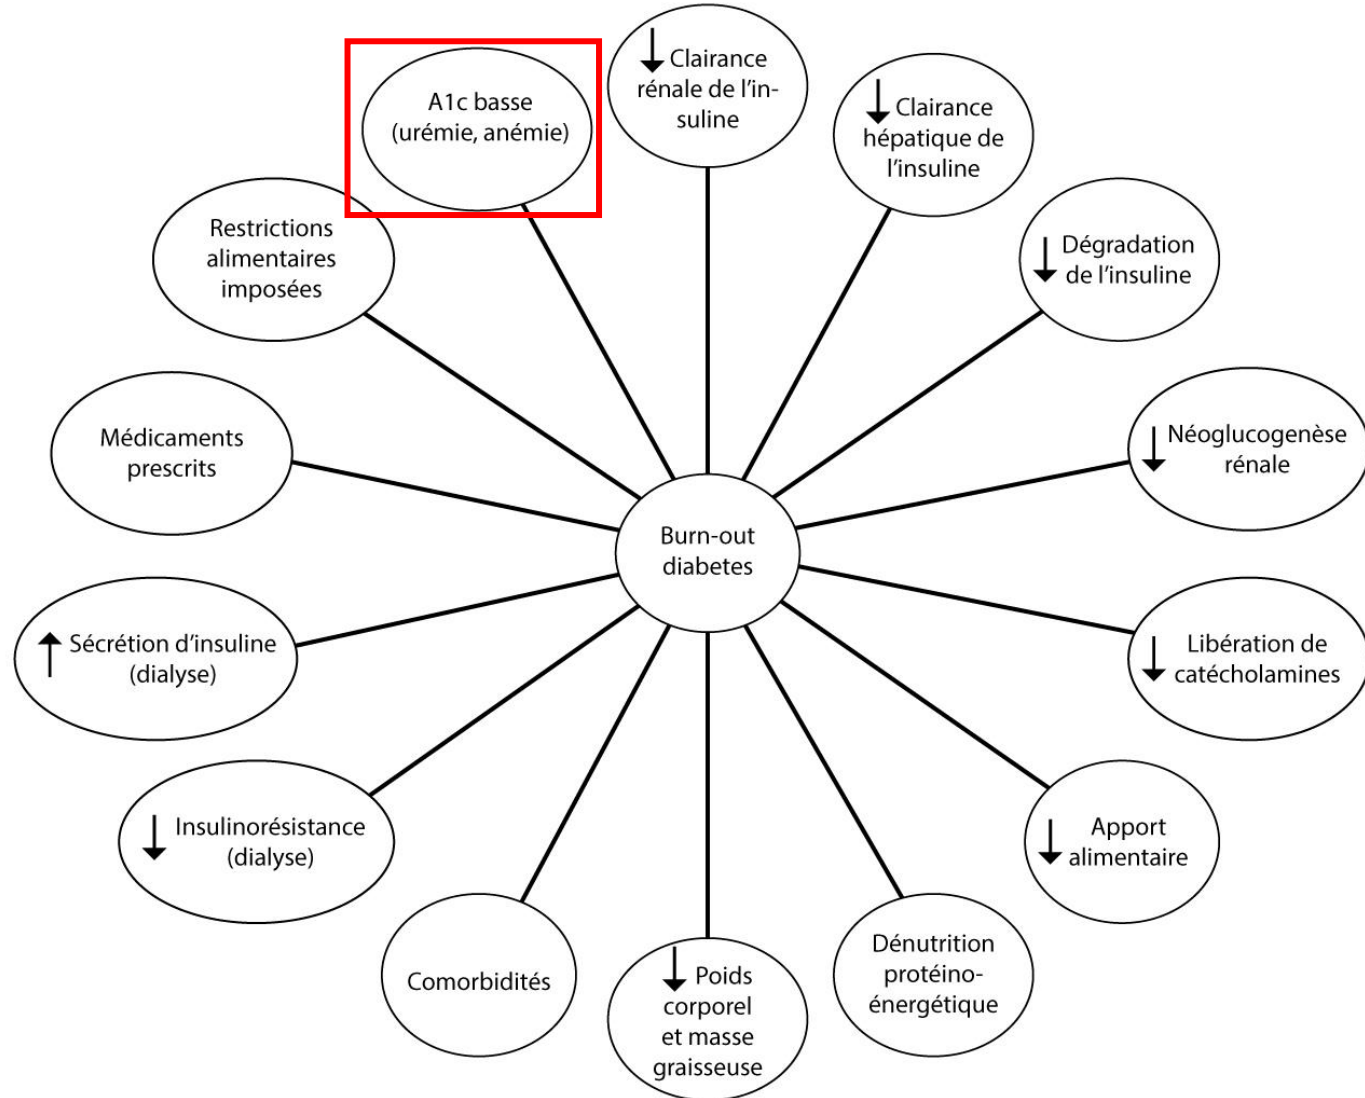 A1c basse
(urémie, anémie)
↓ Clairance
rénale de l'in-
suline
↓ Clairance
hépatique de
l'insuline
↓ Dégradation
de l'insuline
↓ Néoglucogenèse
rénale
↓ Libération de
catécholamines
↓ Apport
alimentaire
Dénutrition
protéino-
énergétique
↓ Poids
corporel
et masse
graisseuse
Comorbidités
↓ Insulinorésistance
(dialyse)
↑ Sécrétion d'insuline
(dialyse)
Médicaments
prescrits
Restrictions
alimentaires
imposées
Burn-out
diabetes